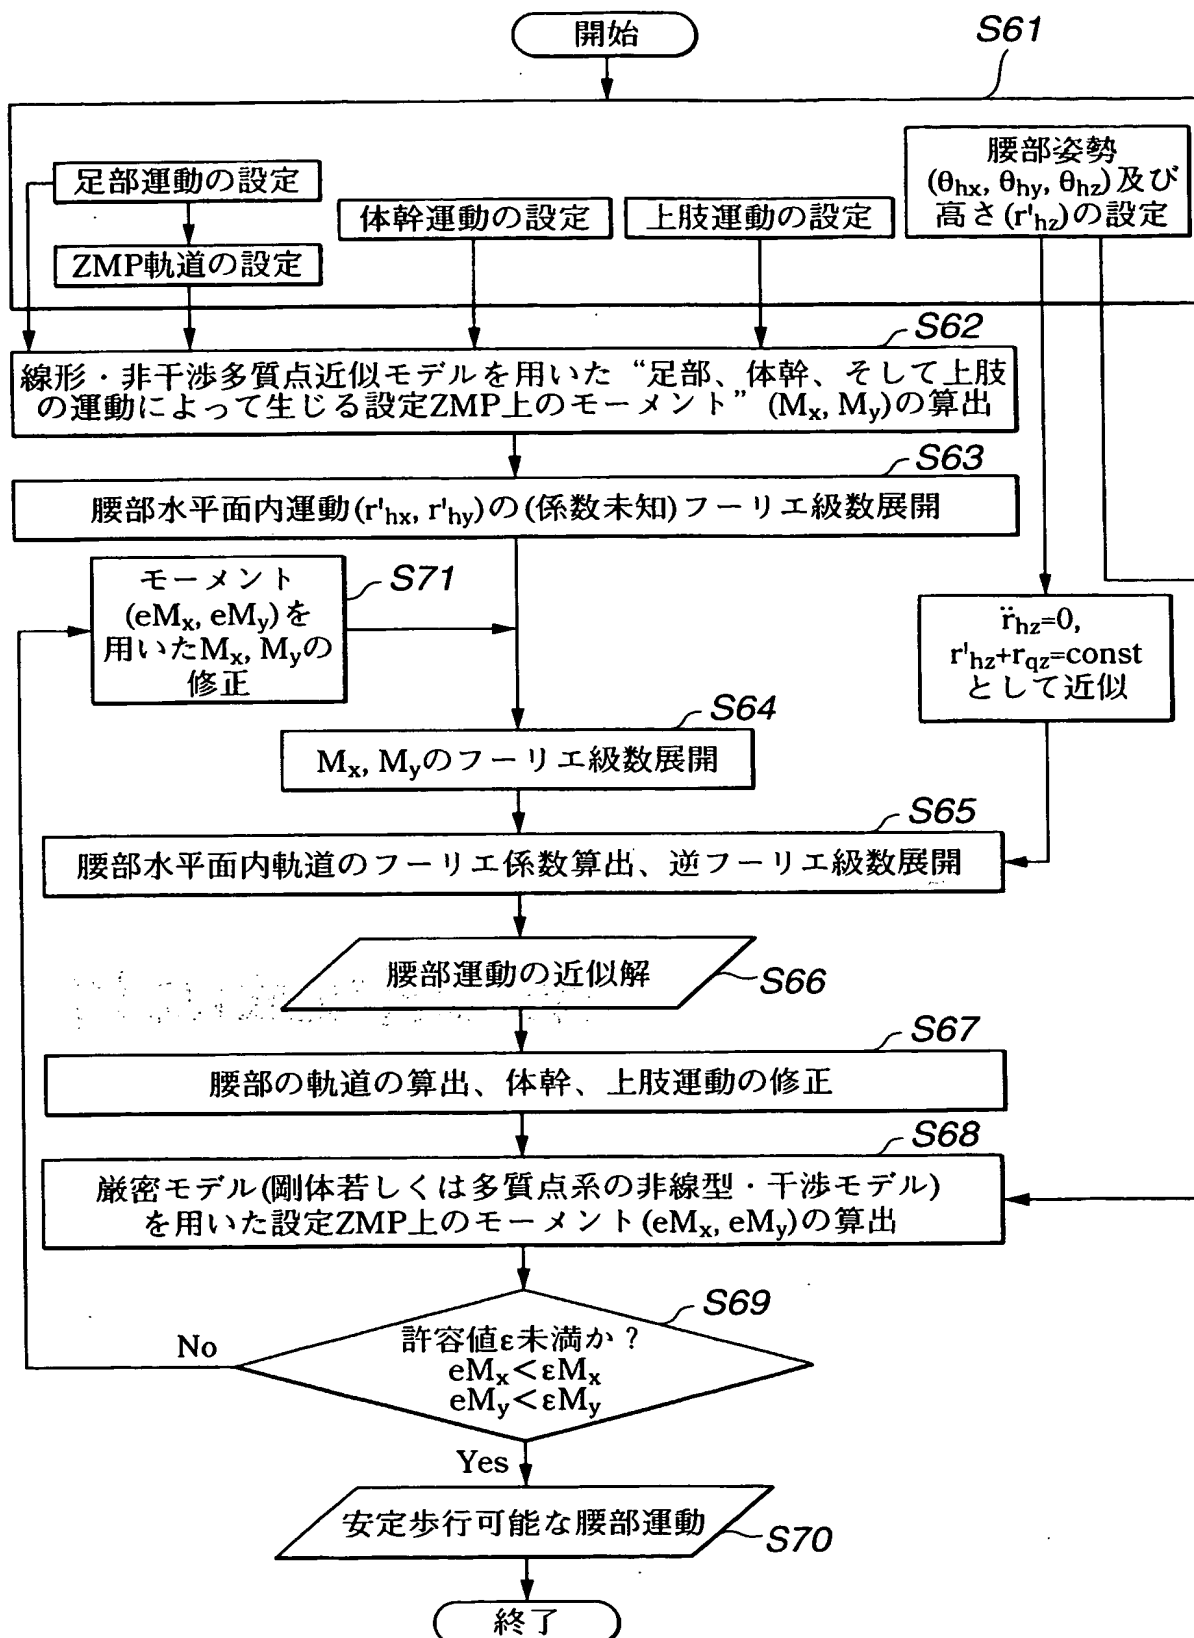 開始
S61
足部運動の設定
ZMP軌道の設定
体幹運動の設定
上肢運動の設定
腰部姿勢
(θhx, θhy, θhz)及び
高さ(r'hz)の設定
S62
線形・非干渉多質点近似モデルを用いた“足部、体幹、そして上肢
の運動によって生じる設定ZMP上のモーメント”(Mx, My)の算出
S63
腰部水平面内運動(r'hx, r'hy)の(係数未知)フーリエ級数展開
S71
モーメント
(eMx, eMy)を
用いたMx, Myの
修正
r̈hz=0,
r'hz+rqz=const
として近似
S64
Mx, Myのフーリエ級数展開
S65
腰部水平面内軌道のフーリエ係数算出、逆フーリエ級数展開
腰部運動の近似解
S66
S67
腰部の軌道の算出、体幹、上肢運動の修正
S68
厳密モデル(剛体若しくは多質点系の非線型・干渉モデル)
を用いた設定ZMP上のモーメント(eMx, eMy)の算出
S69
No
許容値ε未満か?
eMx<εMx
eMy<εMy
Yes
安定歩行可能な腰部運動
S70
終了